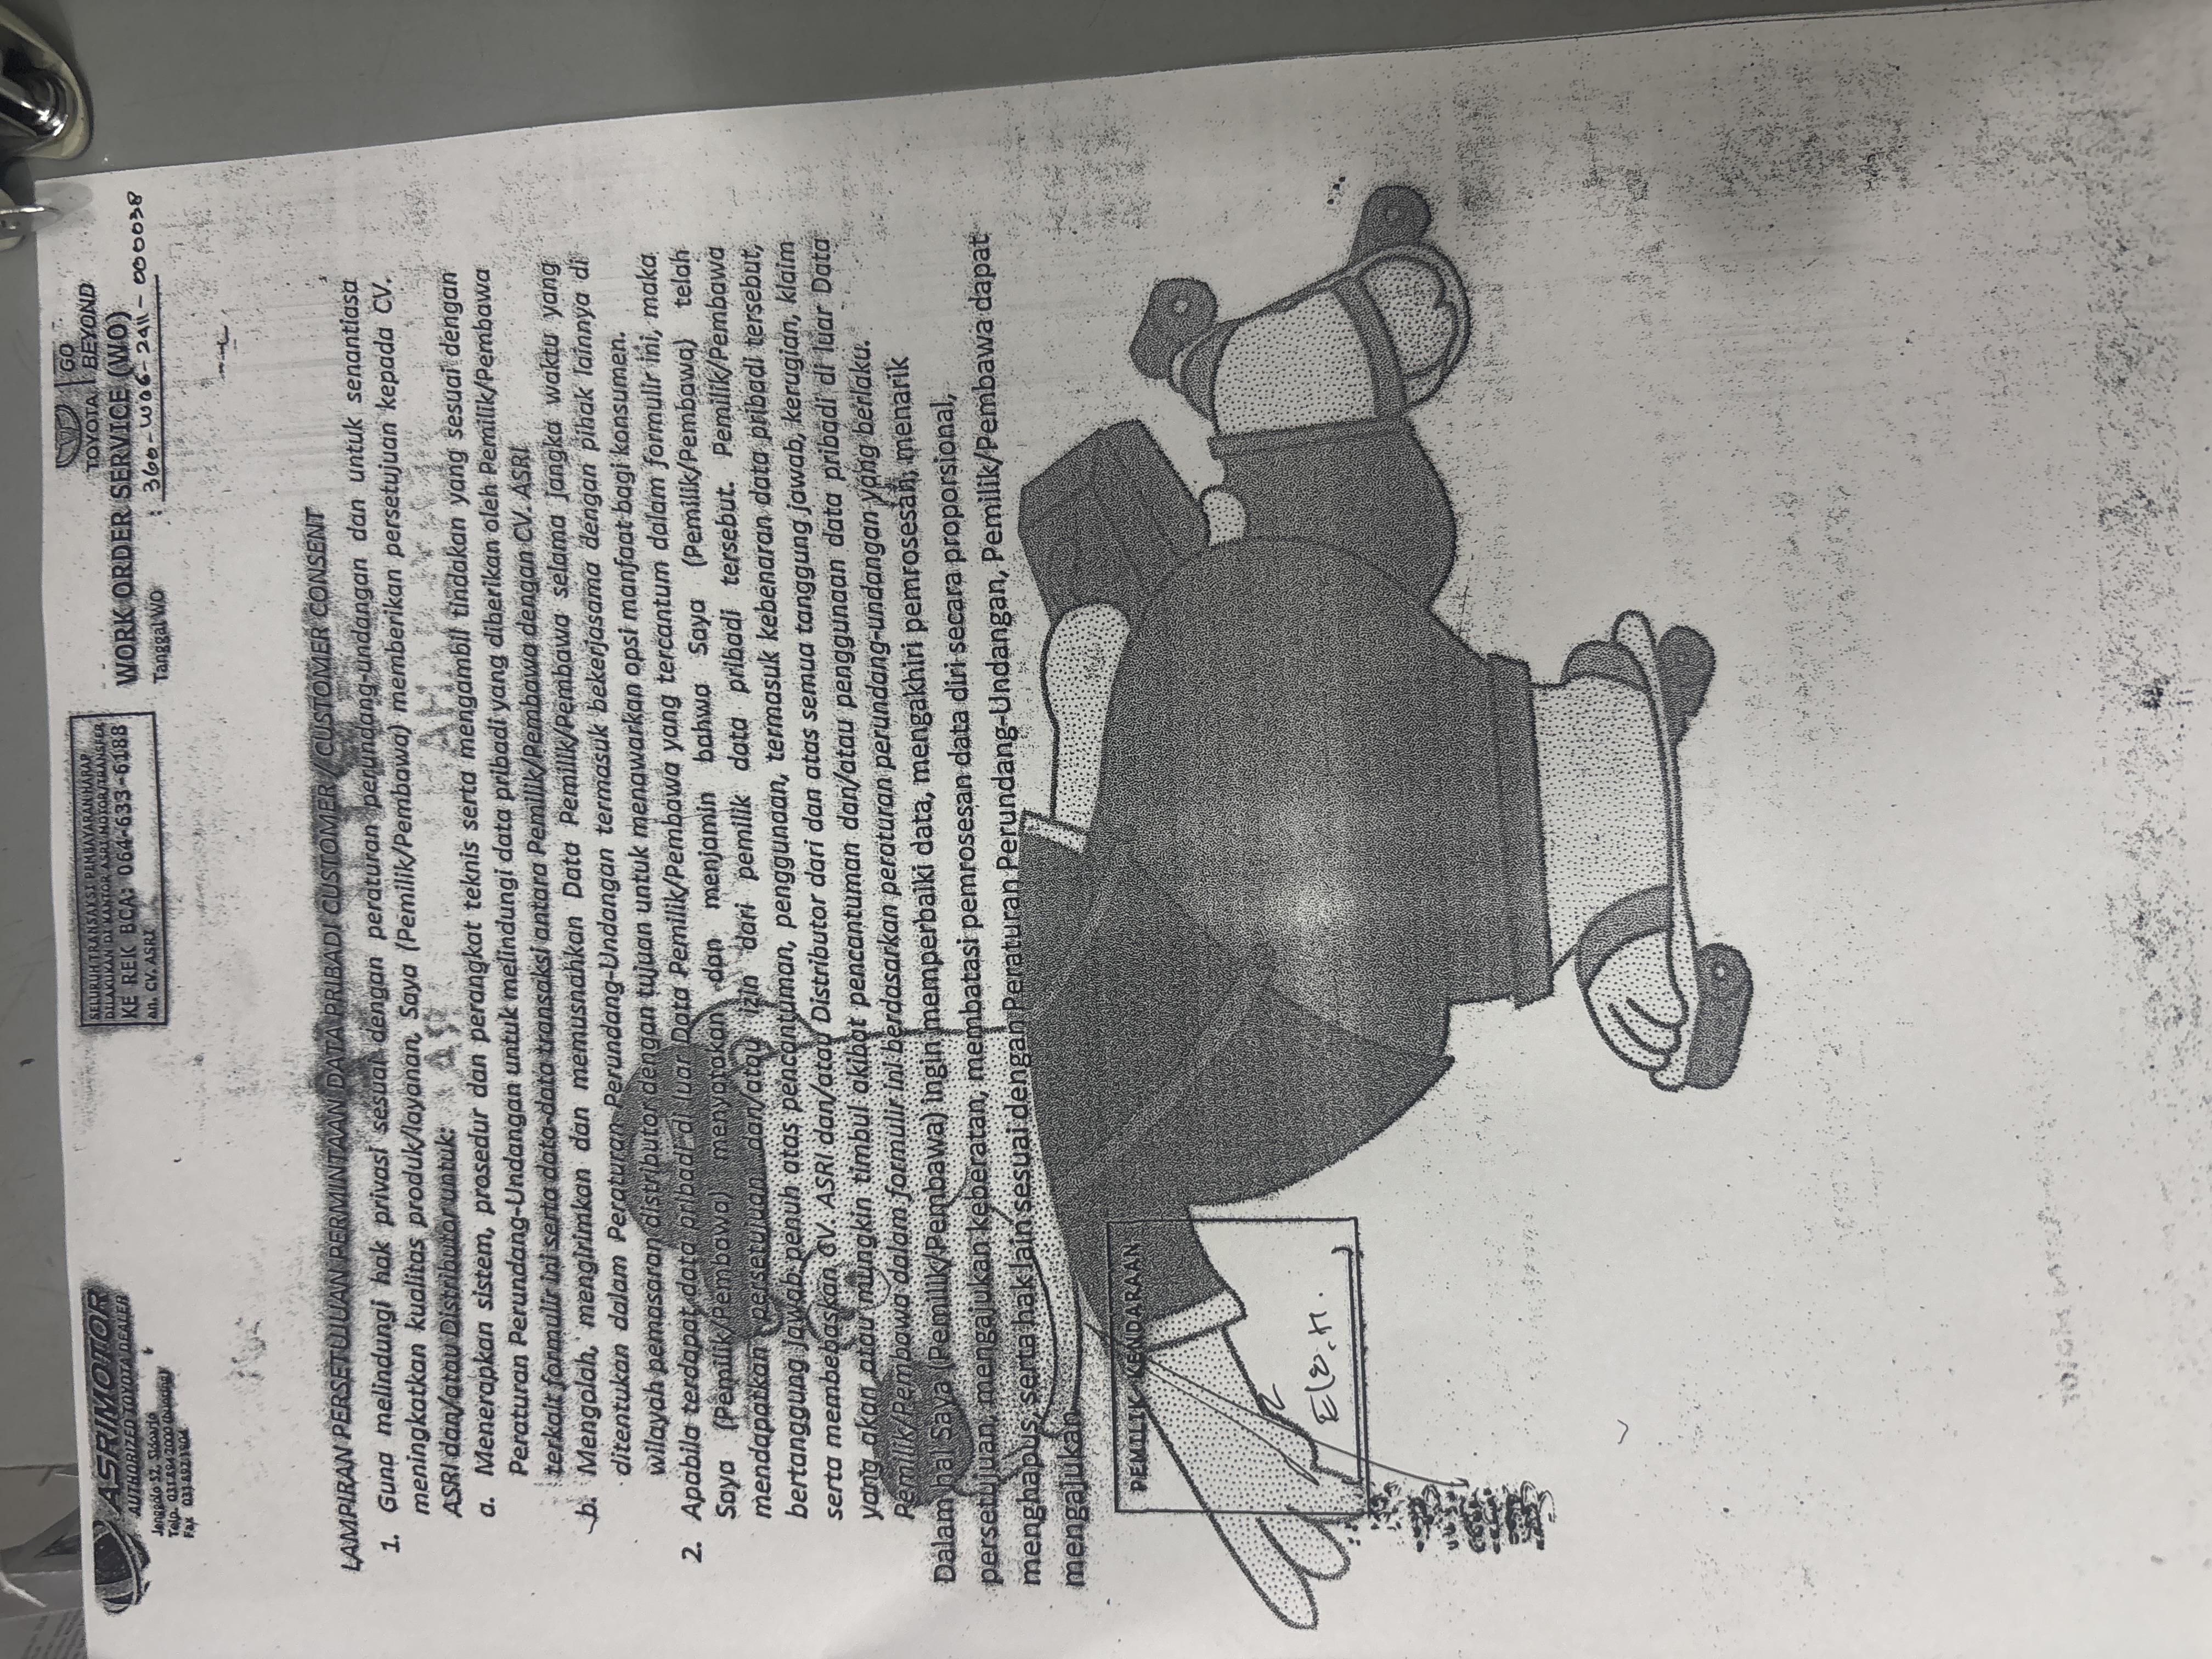 ASRI MOTOR
AUTHORIZED TOYOTA DEALER
Jenggolo 52, Sidoarjo
Telp. 031 894 2000 (Hunting)
Fax 031 892 1904
SELURUH TRANSAKSI PEMBAYARAN HARAP
DILAKUKAN DI KANTOR ASRI MOTOR/TRANSFER
KE REK BCA: 064-633-6188
an. CV. ASRI
TOYOTA
GO
BEYOND
WORK ORDER SERVICE (WO)
360-W06-2411-0000038
Tanggal WO :
LAMPIRAN PERSETUJUAN PERMINTAAN DATA PRIBADI CUSTOMER / CUSTOMER CONSENT
1. Guna melindungi hak privasi sesuai dengan peraturan perundang-undangan dan untuk senantiasa
meningkatkan kualitas produk/layanan, Saya (Pemilik/Pembawa) memberikan persetujuan kepada CV.
ASRI dan/atau Distributor untuk:
a. Menerapkan sistem, prosedur dan perangkat teknis serta mengambil tindakan yang sesuai dengan
Peraturan Perundang-Undangan untuk melindungi data pribadi yang diberikan oleh Pemilik/Pembawa
terkait formulir ini serta data-data transaksi antara Pemilik/Pembawa dengan CV. ASRI.
b. Mengolah, mengirimkan dan memusnahkan Data Pemilik/Pembawa selama jangka waktu yang
ditentukan dalam Peraturan Perundang-Undangan termasuk bekerjasama dengan pihak lainnya di
wilayah pemasaran distributor dengan tujuan untuk menawarkan opsi manfaat bagi konsumen.
2. Apabila terdapat data pribadi di luar Data Pemilik/Pembawa yang tercantum dalam formulir ini, maka
Saya (Pemilik/Pembawa) menyatakan dan menjamin bahwa Saya (Pemilik/Pembawa) telah
mendapatkan persetujuan dan/atau izin dari pemilik data pribadi tersebut. Pemilik/Pembawa
bertanggung jawab penuh atas pencantuman, penggunaan, termasuk kebenaran data pribadi tersebut,
serta membebaskan CV. ASRI dan/atau Distributor dari dan atas semua tanggung jawab, kerugian, klaim
yang akan atau mungkin timbul akibat pencantuman dan/atau penggunaan data pribadi di luar Data
Pemilik/Pembawa dalam formulir ini berdasarkan peraturan perundang-undangan yang berlaku.
Dalam hal Saya (Pemilik/Pembawa) ingin memperbaiki data, mengakhiri pemrosesan, menarik
persetujuan, mengajukan keberatan, membatasi pemrosesan data diri secara proporsional,
menghapus, serta hak lain sesuai dengan Peraturan Perundang-Undangan, Pemilik/Pembawa dapat
mengajukan
PEMILIK KENDARAAN